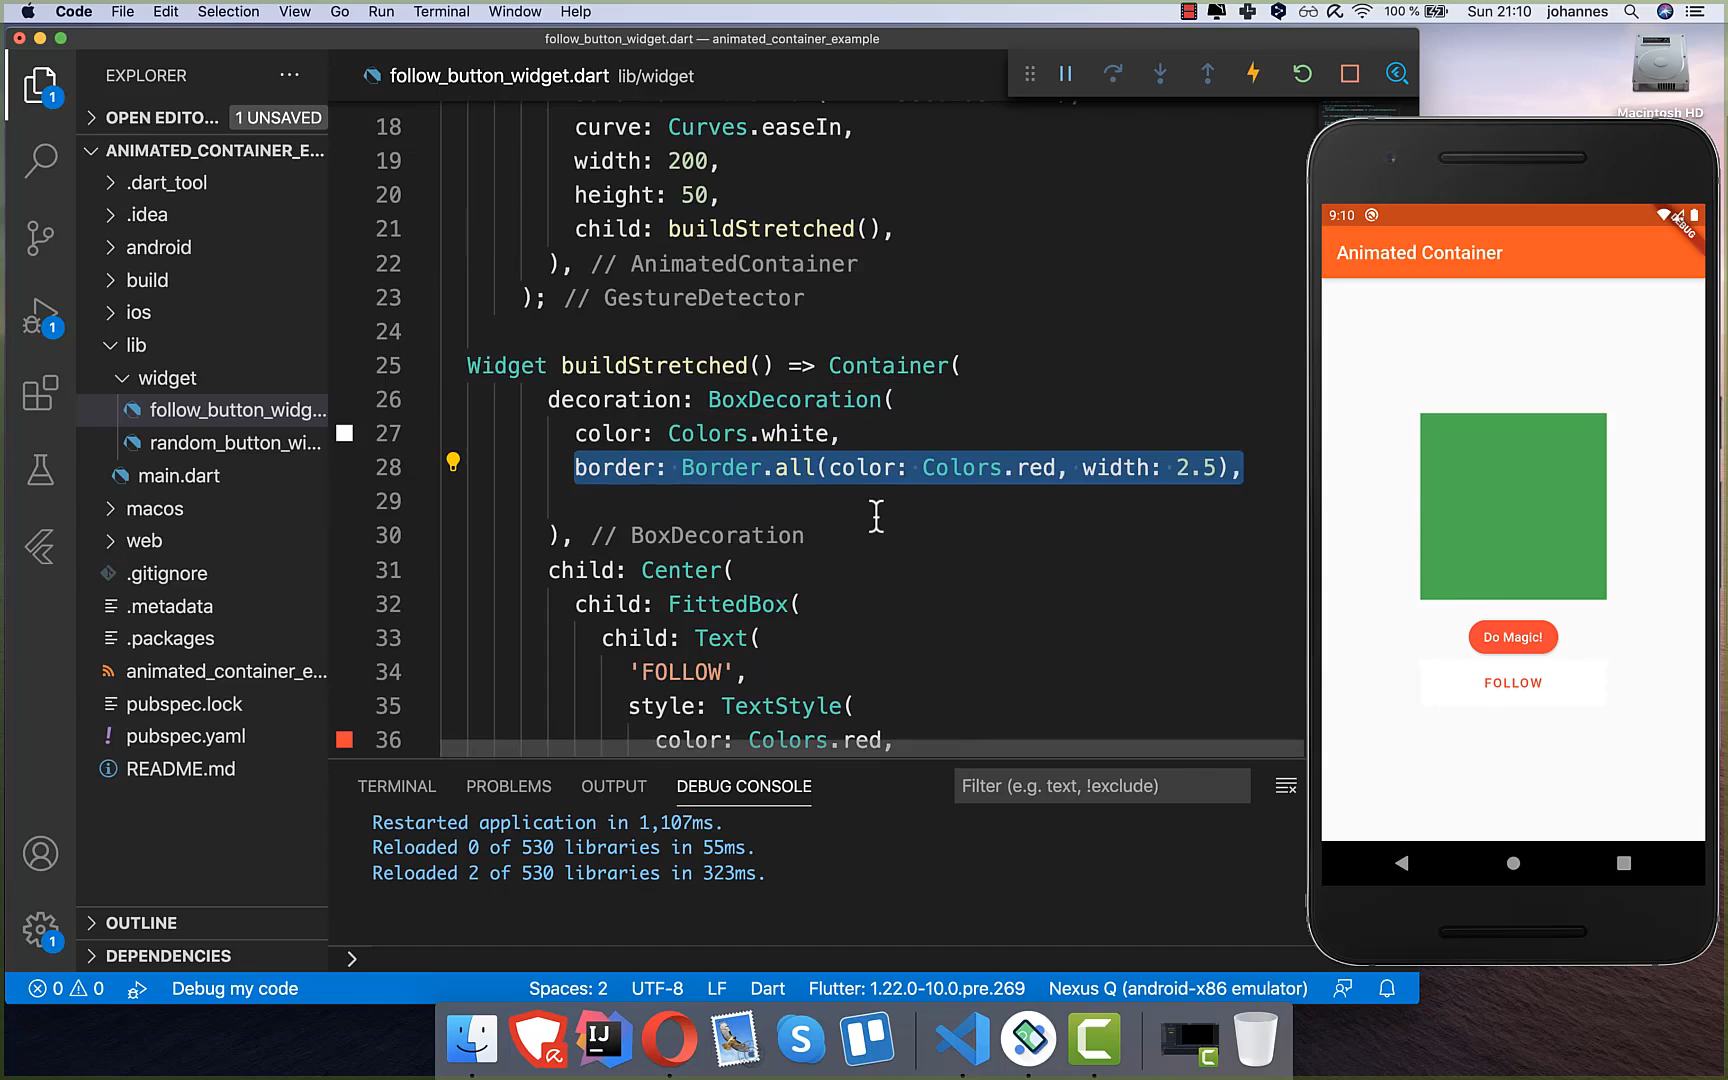 Code File Edit Selection View Go Run Terminal Window Help
100 % Sun 21:10 johannes
follow_button_widget.dart — animated_container_example
Macintosh HD
EXPLORER
OPEN EDITO... 1 UNSAVED
ANIMATED_CONTAINER_E...
.dart_tool
.idea
android
build
ios
lib
widget
follow_button_widg...
random_button_wi...
main.dart
macos
web
.gitignore
.metadata
.packages
animated_container_e...
pubspec.lock
pubspec.yaml
README.md
OUTLINE
DEPENDENCIES
1
1
1
follow_button_widget.dart lib/widget
18 curve: Curves.easeIn,
19 width: 200,
20 height: 50,
21 child: buildStretched(),
22 ), // AnimatedContainer
23 ); // GestureDetector
24
25 Widget buildStretched() => Container(
26 decoration: BoxDecoration(
27 color: Colors.white,
28 border: Border.all(color: Colors.red, width: 2.5),
29
30 ), // BoxDecoration
31 child: Center(
32 child: FittedBox(
33 child: Text(
34 'FOLLOW',
35 style: TextStyle(
36 color: Colors.red,
TERMINAL PROBLEMS OUTPUT DEBUG CONSOLE Filter (e.g. text, !exclude)
Restarted application in 1,107ms.
Reloaded 0 of 530 libraries in 55ms.
Reloaded 2 of 530 libraries in 323ms.
9:10
DEBUG
Animated Container
Do Magic!
FOLLOW
0 0 Debug my code Spaces: 2 UTF-8 LF Dart Flutter: 1.22.0-10.0.pre.269 Nexus Q (android-x86 emulator)
IJ
S
C
C